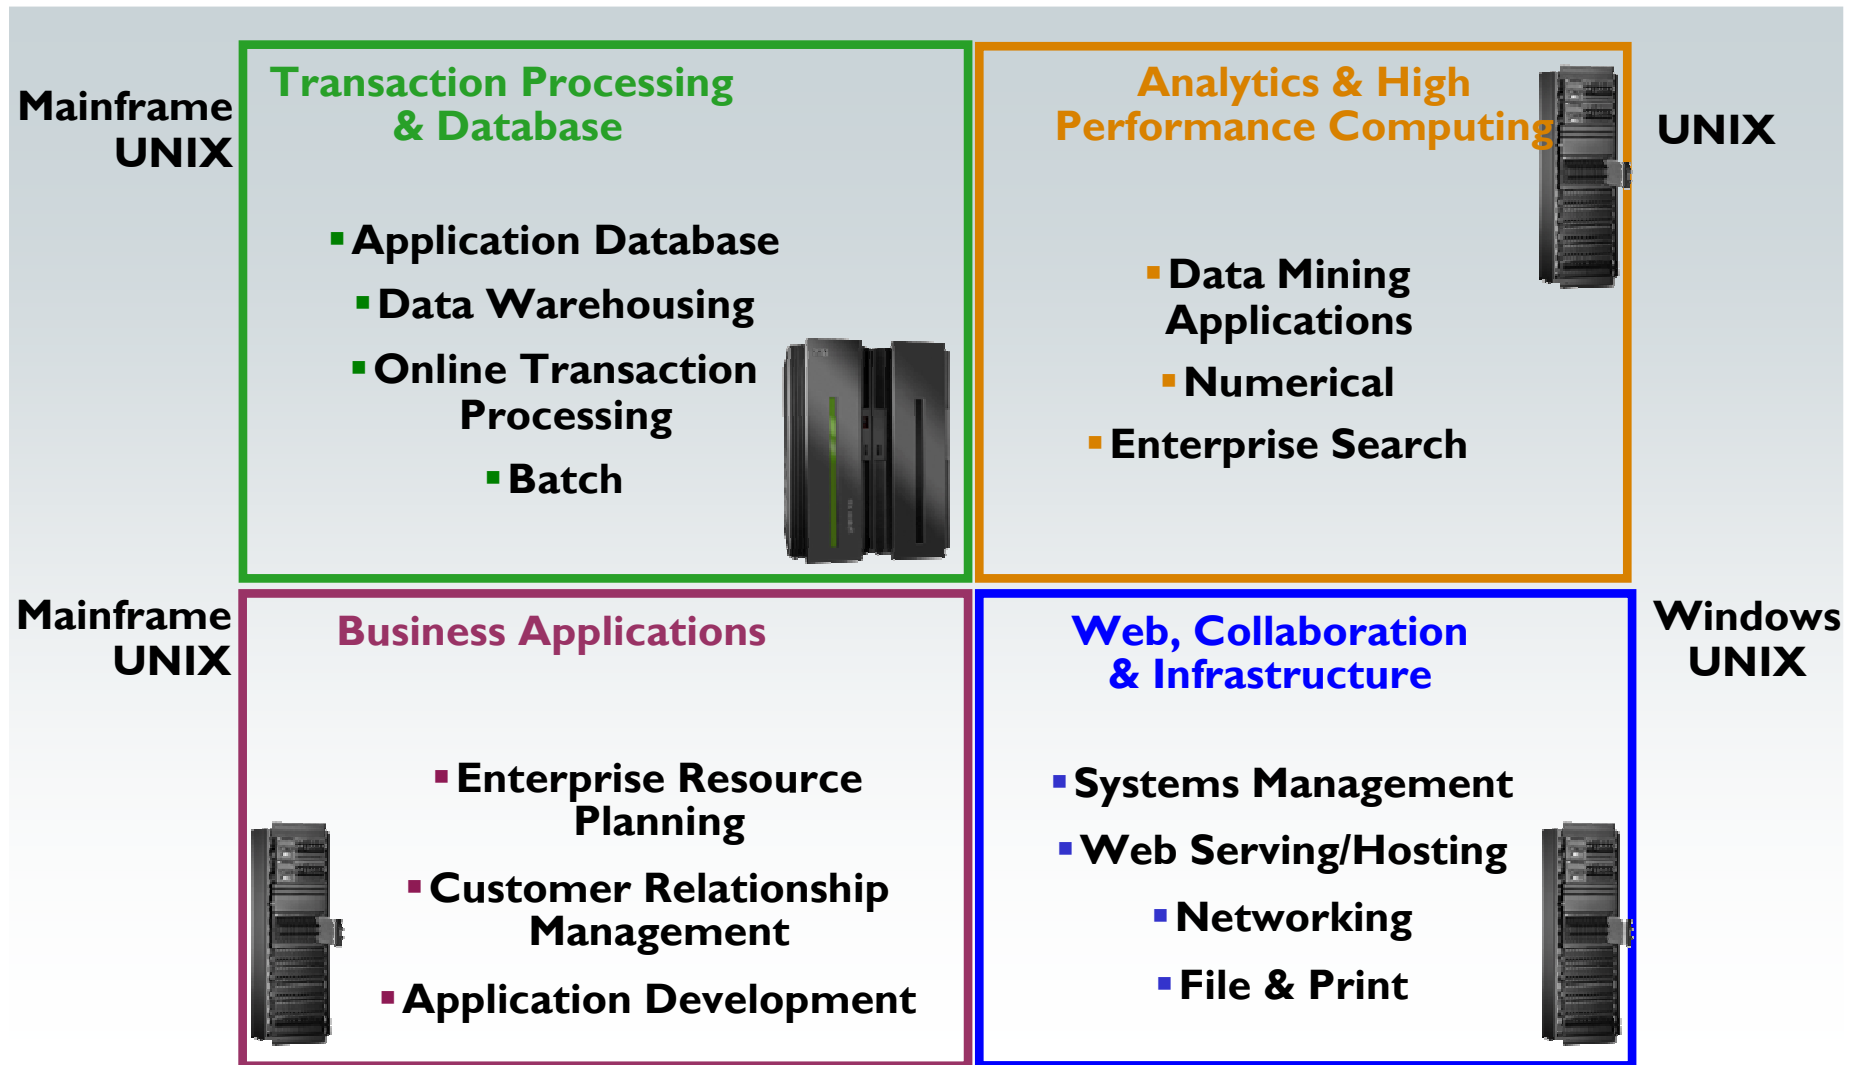 Mainframe
UNIX
Transaction Processing
& Database
▪Application Database
▪Data Warehousing
▪Online Transaction
Processing
▪Batch
Analytics & High
Performance Computing
▪Data Mining
Applications
▪Numerical
▪Enterprise Search
UNIX
Mainframe
UNIX
Business Applications
▪Enterprise Resource
Planning
▪Customer Relationship
Management
▪Application Development
Web, Collaboration
& Infrastructure
▪Systems Management
▪Web Serving/Hosting
▪Networking
▪File & Print
Windows
UNIX